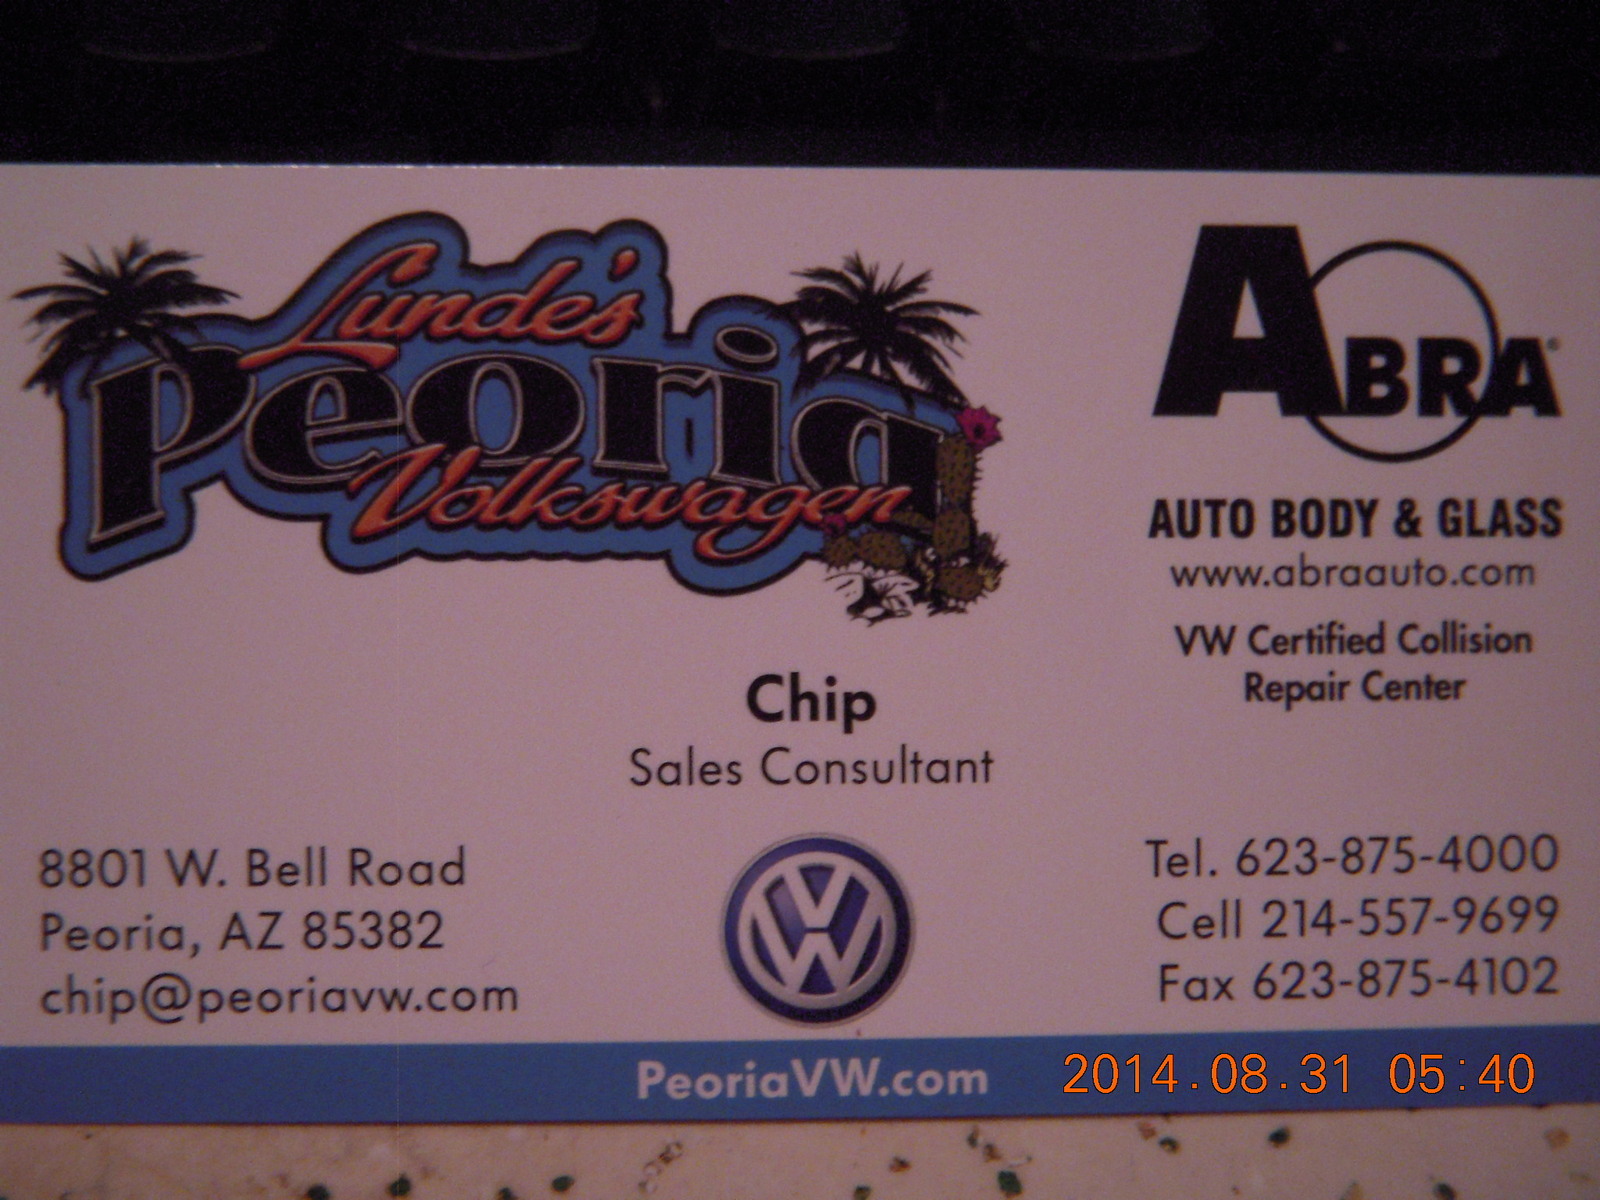 Lunde's
Peoria
Volkswagen
ABRA®
AUTO BODY & GLASS
www.abraauto.com
VW Certified Collision
Repair Center
Chip
Sales Consultant
8801 W. Bell Road
Peoria, AZ 85382
chip@peoriavw.com
VW
Tel. 623-875-4000
Cell 214-557-9699
Fax 623-875-4102
PeoriaVW.com
2014.08.31 05:40